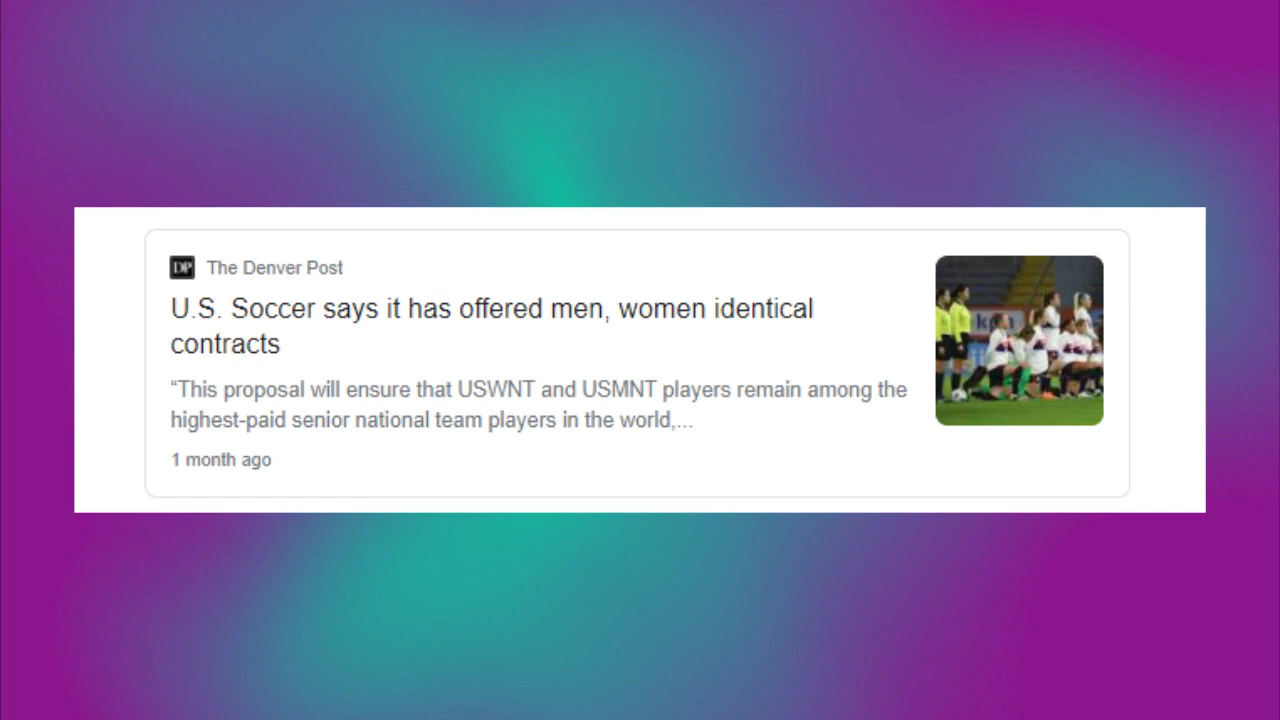 DP The Denver Post
U.S. Soccer says it has offered men, women identical
contracts
“This proposal will ensure that USWNT and USMNT players remain among the
highest-paid senior national team players in the world,...
1 month ago